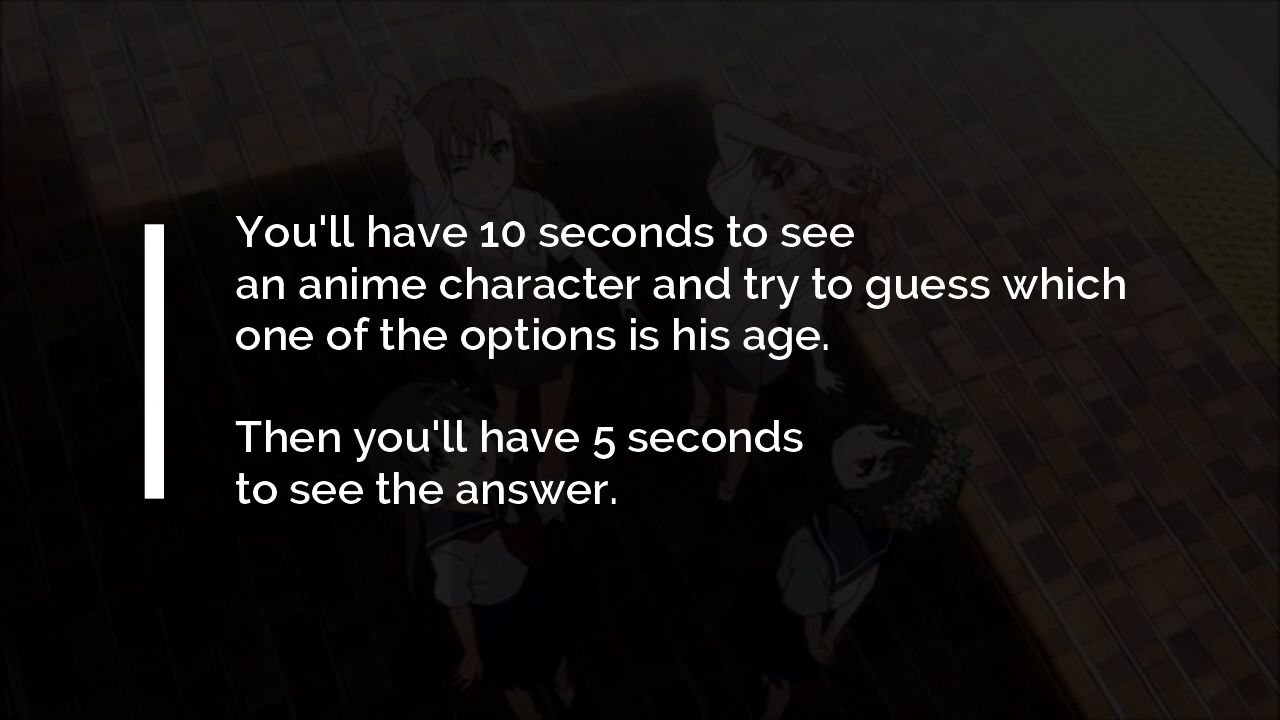 You'll have 10 seconds to see
an anime character and try to guess which
one of the options is his age.
Then you'll have 5 seconds
to see the answer.